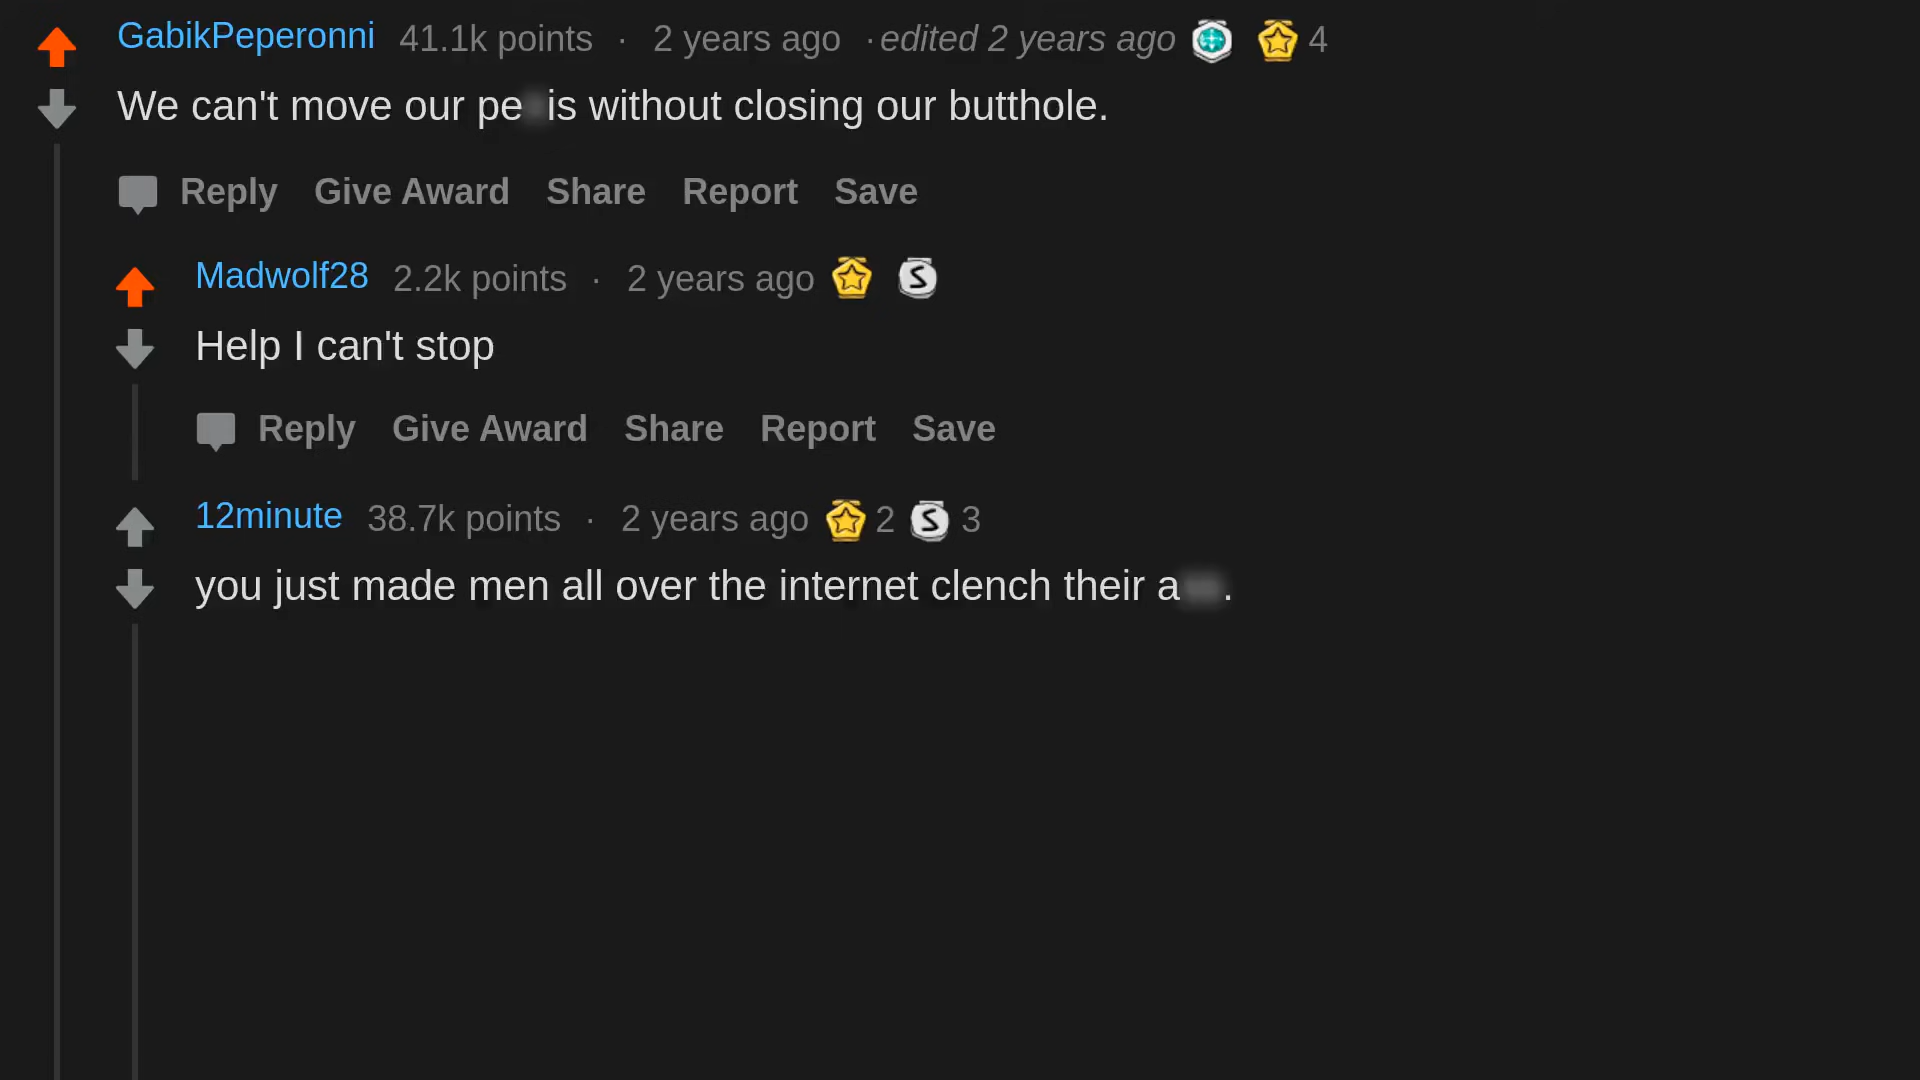 GabikPeperonni 41.1k points · 2 years ago ·edited 2 years ago 4
We can't move our pe is without closing our butthole.
Reply Give Award Share Report Save
Madwolf28 2.2k points · 2 years ago
Help I can't stop
Reply Give Award Share Report Save
12minute 38.7k points · 2 years ago 2 3
you just made men all over the internet clench their a .